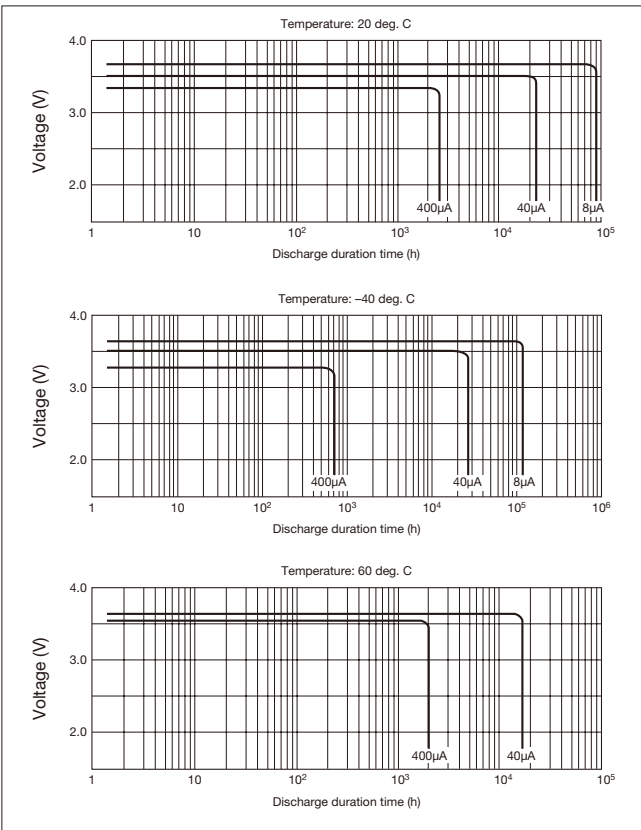 Temperature: 20 deg. C
4.0
3.0
2.0
Voltage (V)
400μA
40μA
8μA
1
10
10²
10³
10⁴
10⁵
Discharge duration time (h)
Temperature: –40 deg. C
4.0
3.0
2.0
Voltage (V)
400μA
40μA
8μA
1
10
10²
10³
10⁴
10⁵
10⁶
Discharge duration time (h)
Temperature: 60 deg. C
4.0
3.0
2.0
Voltage (V)
400μA
40μA
1
10
10²
10³
10⁴
10⁵
Discharge duration time (h)